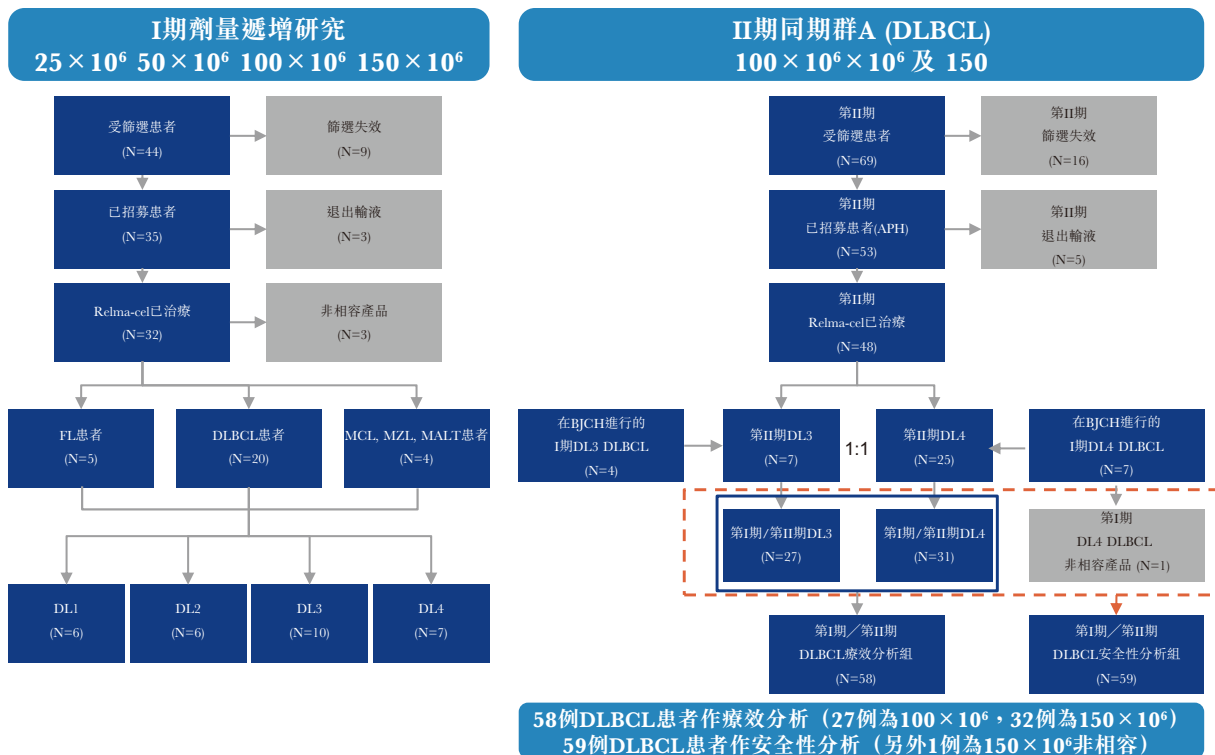 I期劑量遞增研究
25×10⁶ 50×10⁶ 100×10⁶ 150×10⁶
受篩選患者
(N=44)
篩選失效
(N=9)
已招募患者
(N=35)
退出輸液
(N=3)
Relma-cel已治療
(N=32)
非相容產品
(N=3)
FL患者
(N=5)
DLBCL患者
(N=20)
MCL, MZL, MALT患者
(N=4)
DL1
(N=6)
DL2
(N=6)
DL3
(N=10)
DL4
(N=7)
II期同期群A (DLBCL)
100×10⁶×10⁶ 及 150
第II期
受篩選患者
(N=69)
第II期
篩選失效
(N=16)
第II期
已招募患者(APH)
(N=53)
第II期
退出輸液
(N=5)
第II期
Relma-cel已治療
(N=48)
在BJCH進行的
I期DL3 DLBCL
(N=4)
第II期DL3
(N=7)
1:1
第II期DL4
(N=25)
在BJCH進行的
I期DL4 DLBCL
(N=7)
第I期/第II期DL3
(N=27)
第I期/第II期DL4
(N=31)
第I期
DL4 DLBCL
非相容產品 (N=1)
第I期／第II期
DLBCL療效分析組
(N=58)
第I期／第II期
DLBCL安全性分析組
(N=59)
58例DLBCL患者作療效分析（27例為100×10⁶，32例為150×10⁶）
59例DLBCL患者作安全性分析（另外1例為150×10⁶非相容）